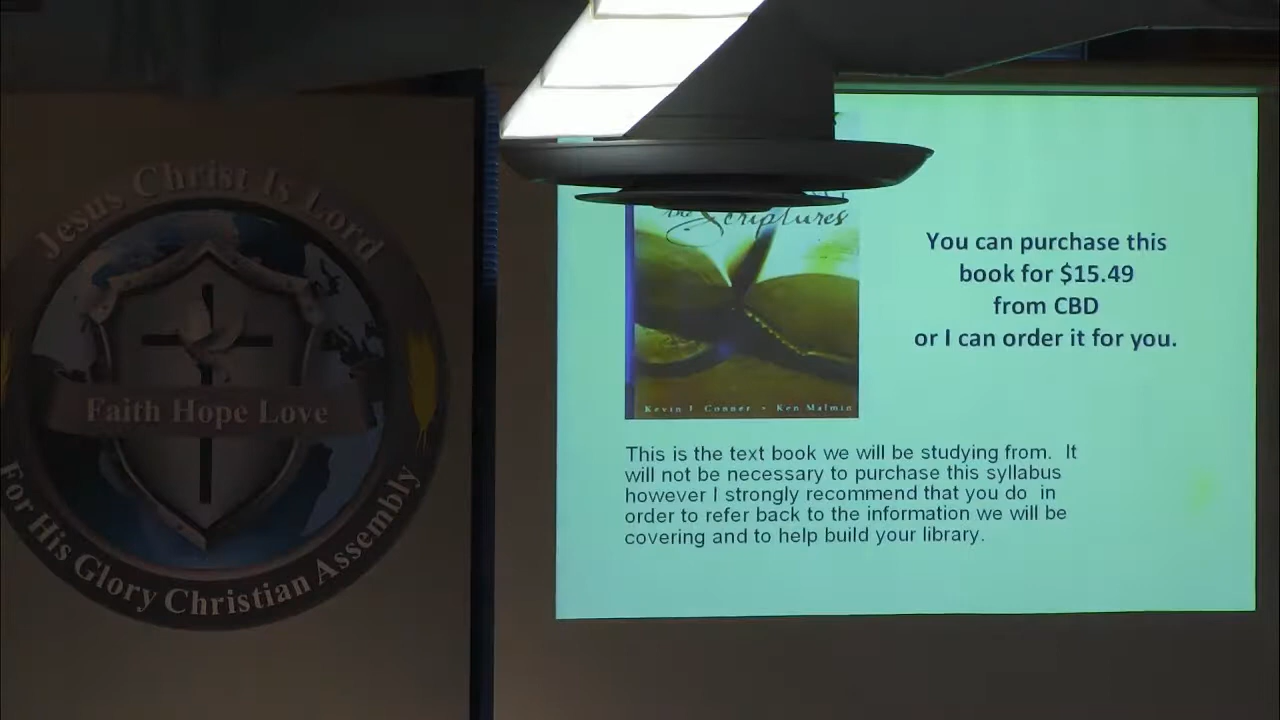 Jesus Christ Is Lord
Faith Hope Love
For His Glory Christian Assembly
the Scriptures
Kevin J Conner • Ken Malmin
You can purchase this
book for $15.49
from CBD
or I can order it for you.
This is the text book we will be studying from.  It
will not be necessary to purchase this syllabus
however I strongly recommend that you do  in
order to refer back to the information we will be
covering and to help build your library.